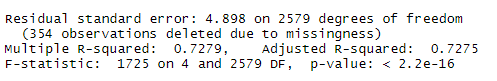 Residual standard error: 4.898 on 2579 degrees of freedom
(354 observations deleted due to missingness)
Multiple R-squared: 0.7279, Adjusted R-squared: 0.7275
F-statistic: 1725 on 4 and 2579 DF, p-value: < 2.2e-16